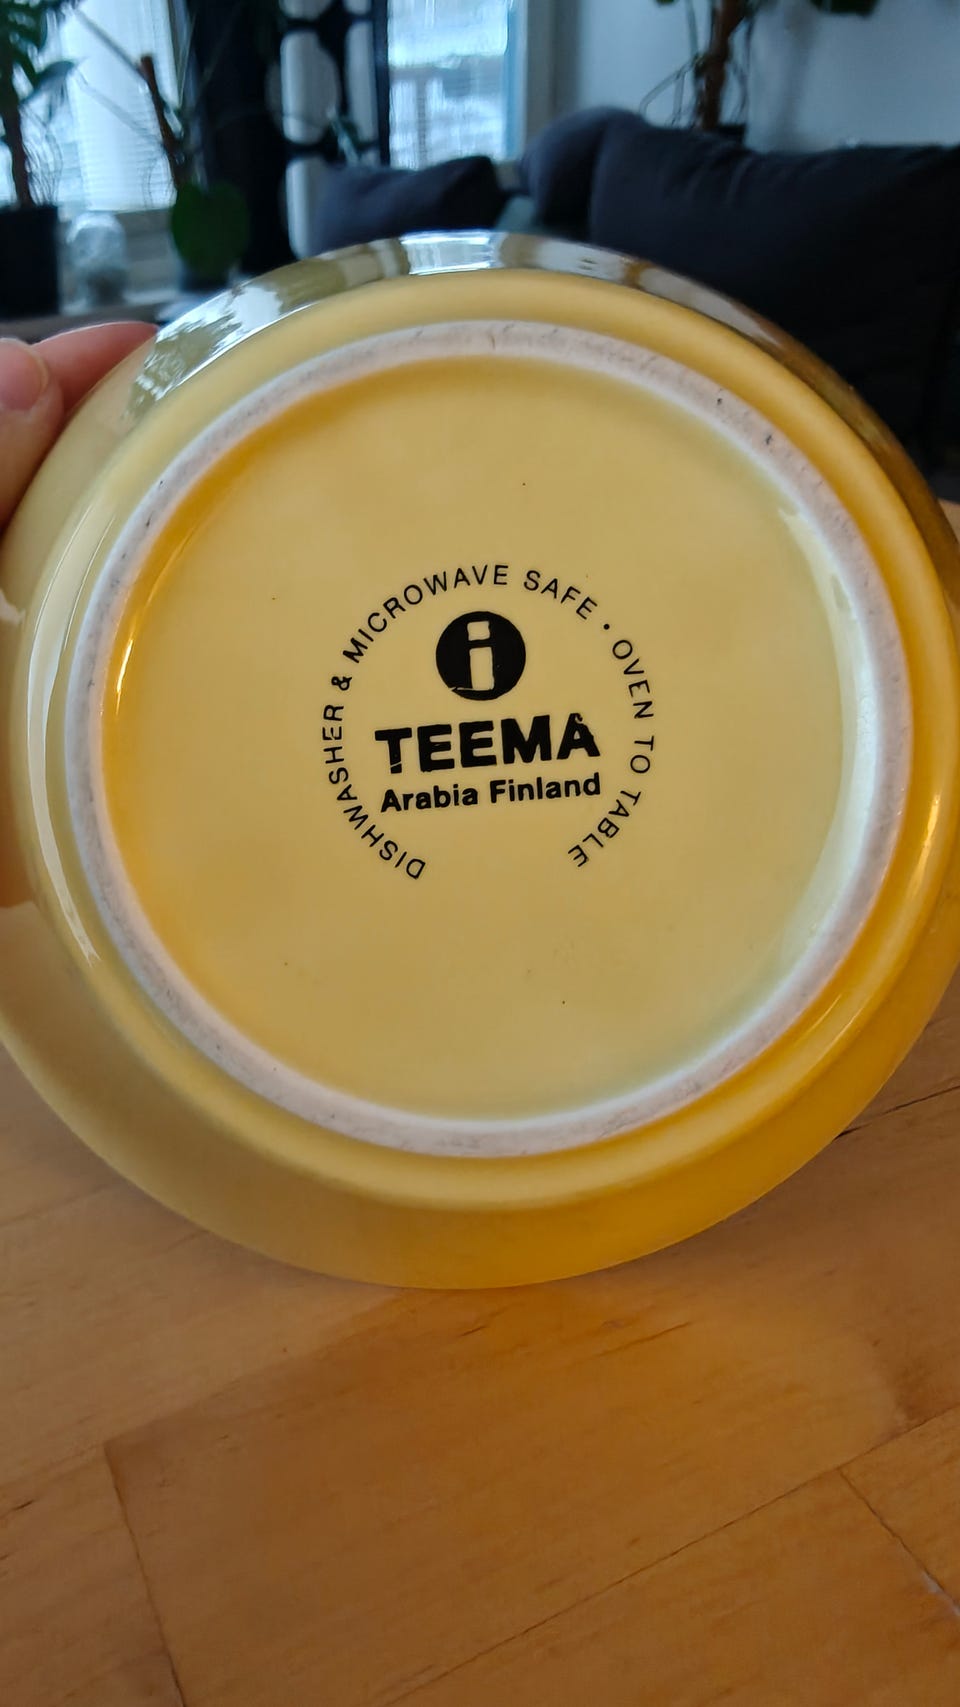 DISHWASHER & MICROWAVE SAFE • OVEN TO TABLE
i
TEEMA
Arabia Finland